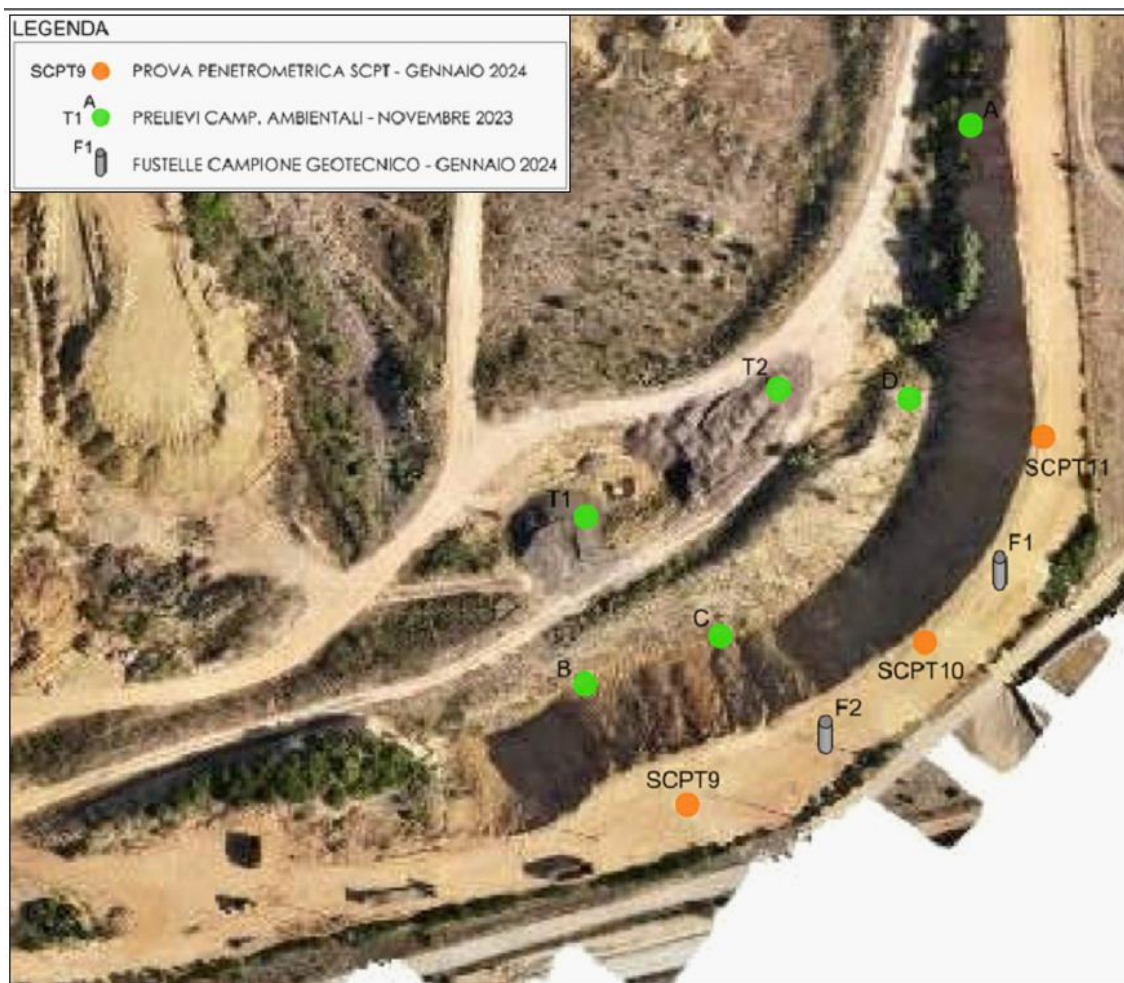 LEGENDA
SCPT9 PROVA PENETROMETRICA SCPT - GENNAIO 2024
A
T1 PRELIEVI CAMP. AMBIENTALI - NOVEMBRE 2023
F1
FUSTELLE CAMPIONE GEOTECNICO - GENNAIO 2024
A
T2
D
SCPT11
T1
F1
C
SCPT10
B
F2
SCPT9